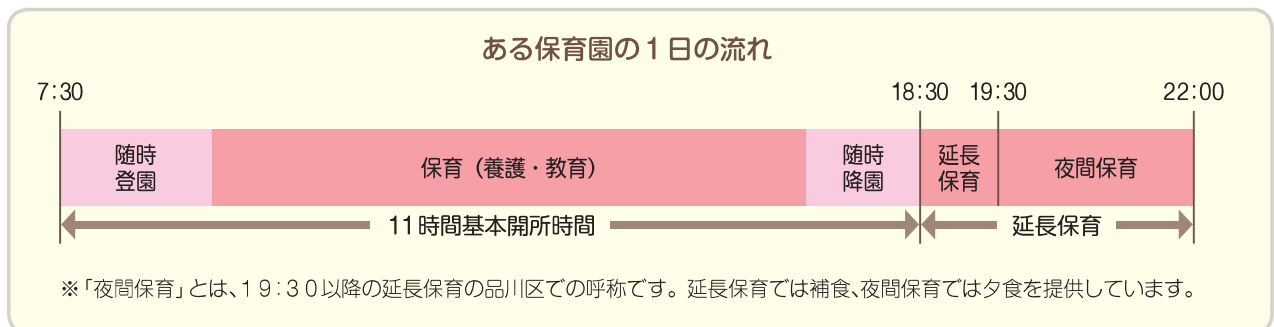 ある保育園の1日の流れ
7:30
18:30
19:30
22:00
随時
登園
保育（養護・教育）
随時
降園
延長
保育
夜間保育
11時間基本開所時間
延長保育
※「夜間保育」とは、19:30以降の延長保育の品川区での呼称です。延長保育では補食、夜間保育では夕食を提供しています。